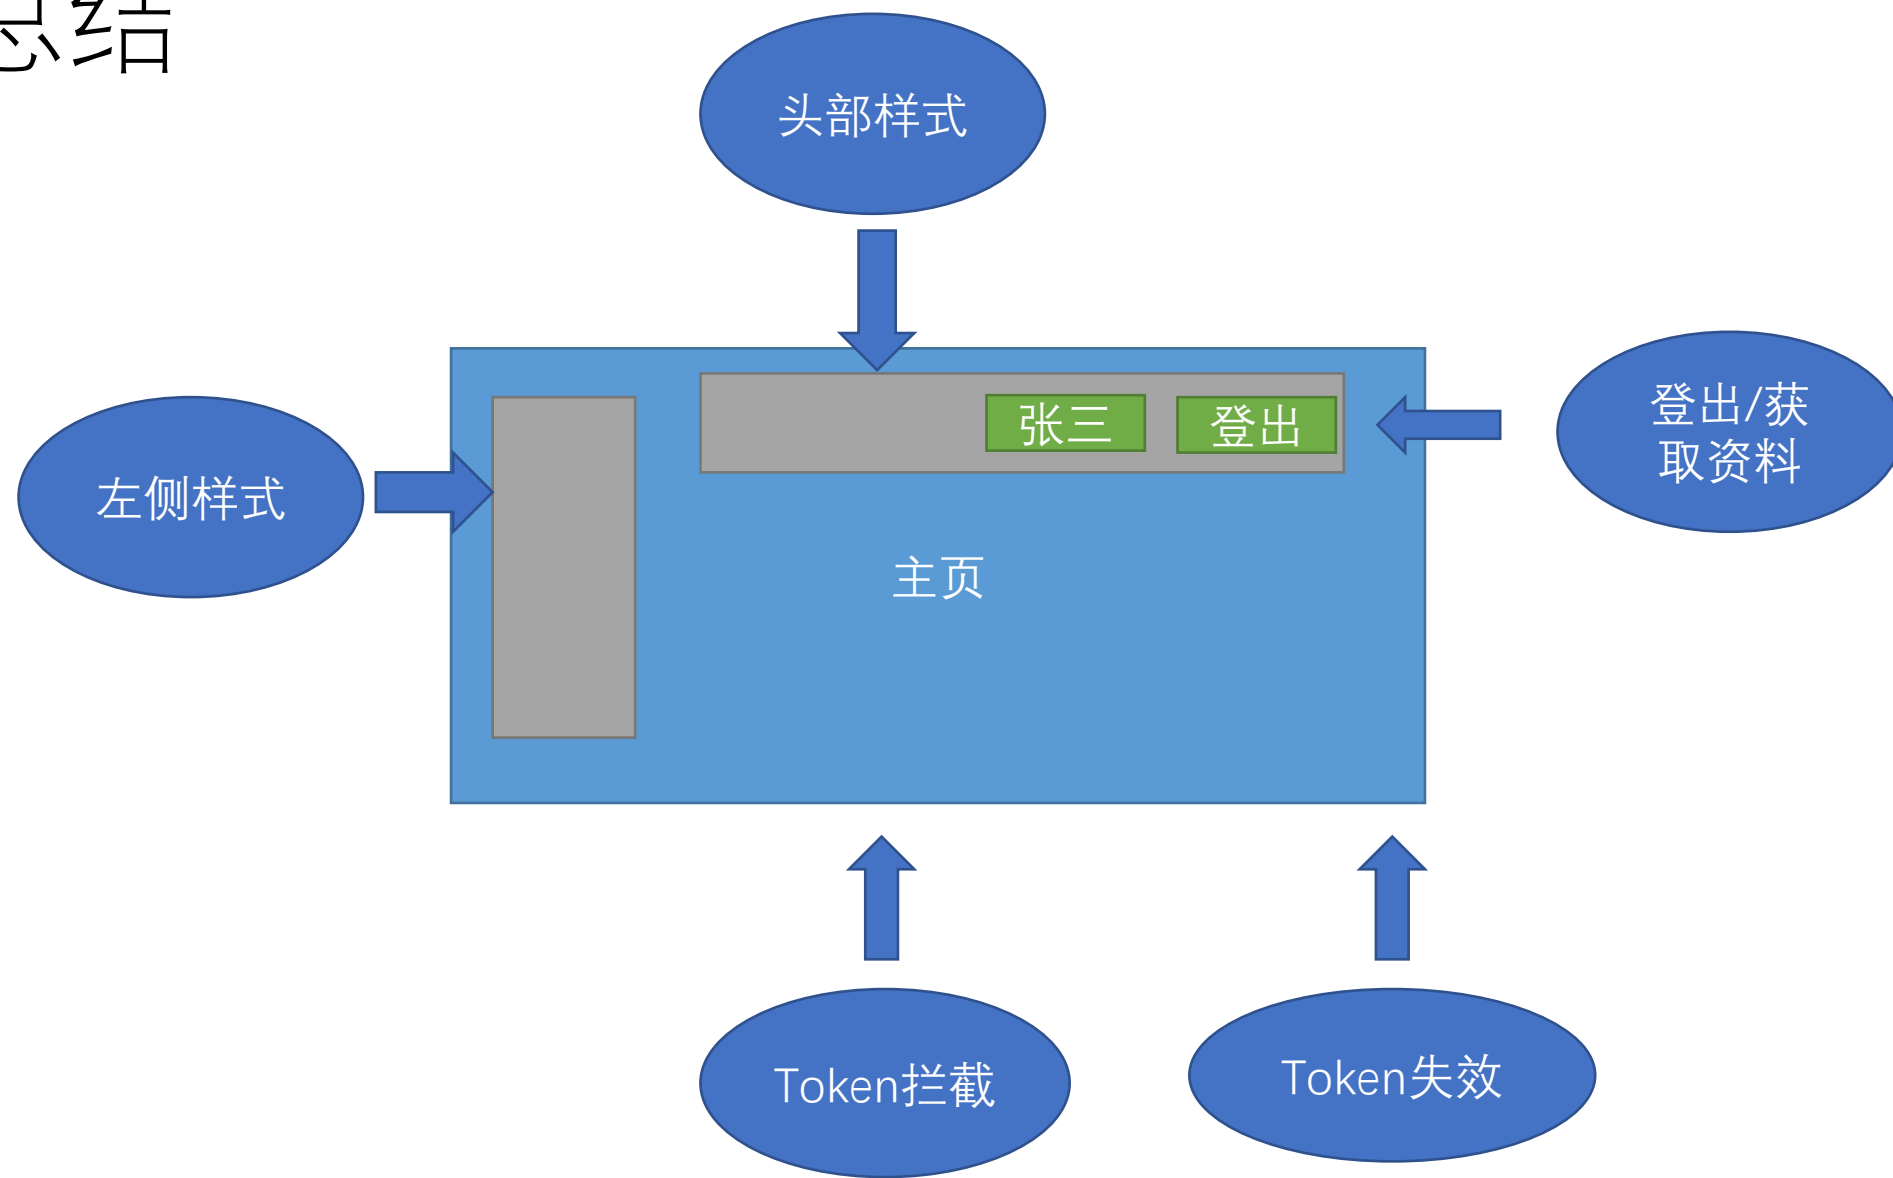 总结
头部样式
张三
登出
登出/获
取资料
左侧样式
主页
Token拦截
Token失效